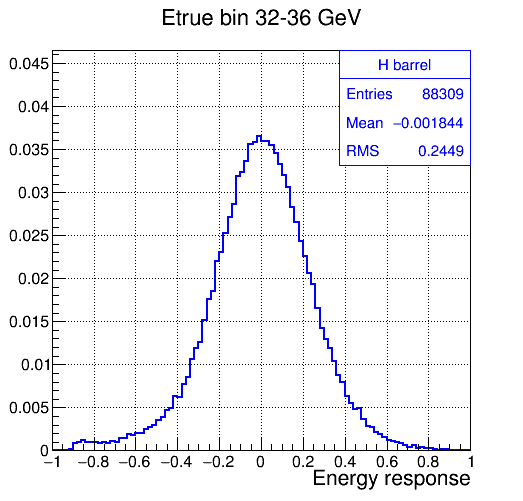 Etrue bin 32-36 GeV
H barrel
Entries 88309
Mean −0.001844
RMS 0.2449
0.045
0.04
0.035
0.03
0.025
0.02
0.015
0.01
0.005
0
−1 −0.8 −0.6 −0.4 −0.2 0 0.2 0.4 0.6 0.8 1
Energy response